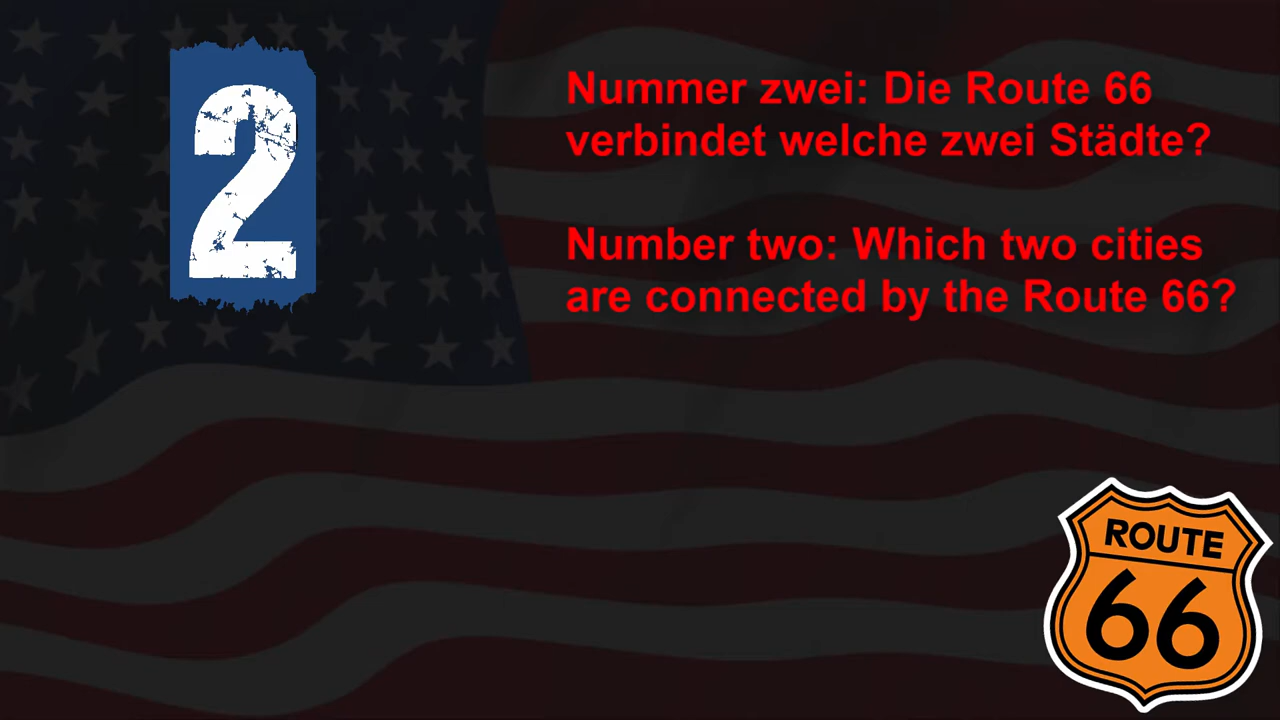 2
Nummer zwei: Die Route 66
verbindet welche zwei Städte?
Number two: Which two cities
are connected by the Route 66?
ROUTE
66